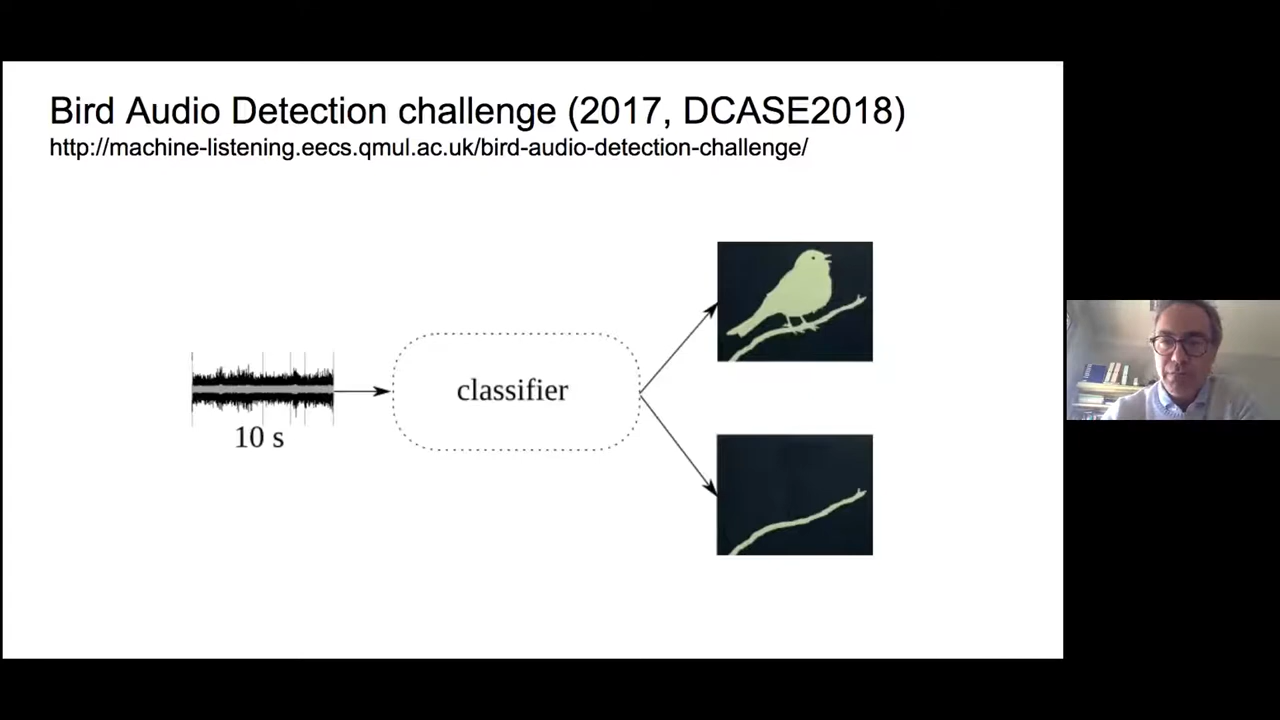 Bird Audio Detection challenge (2017, DCASE2018)
http://machine-listening.eecs.qmul.ac.uk/bird-audio-detection-challenge/
classifier
10 s